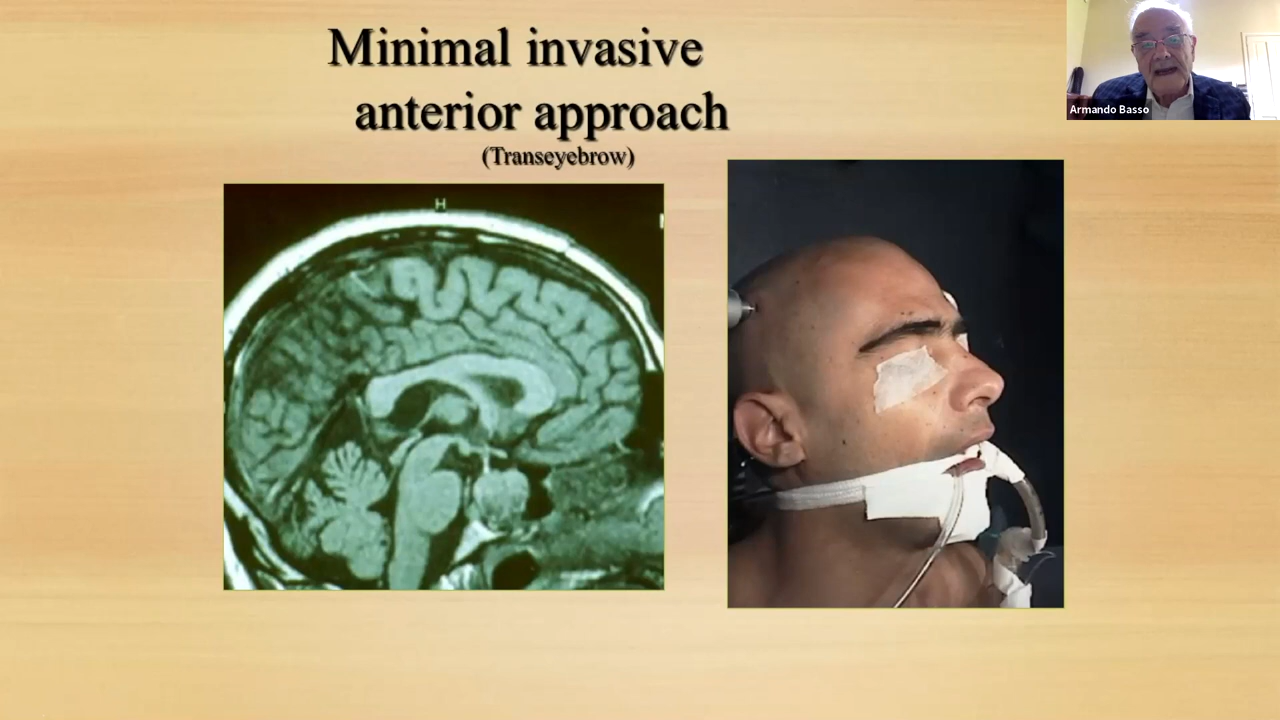 Minimal invasive
anterior approach
(Transeyebrow)
Armando Basso
H